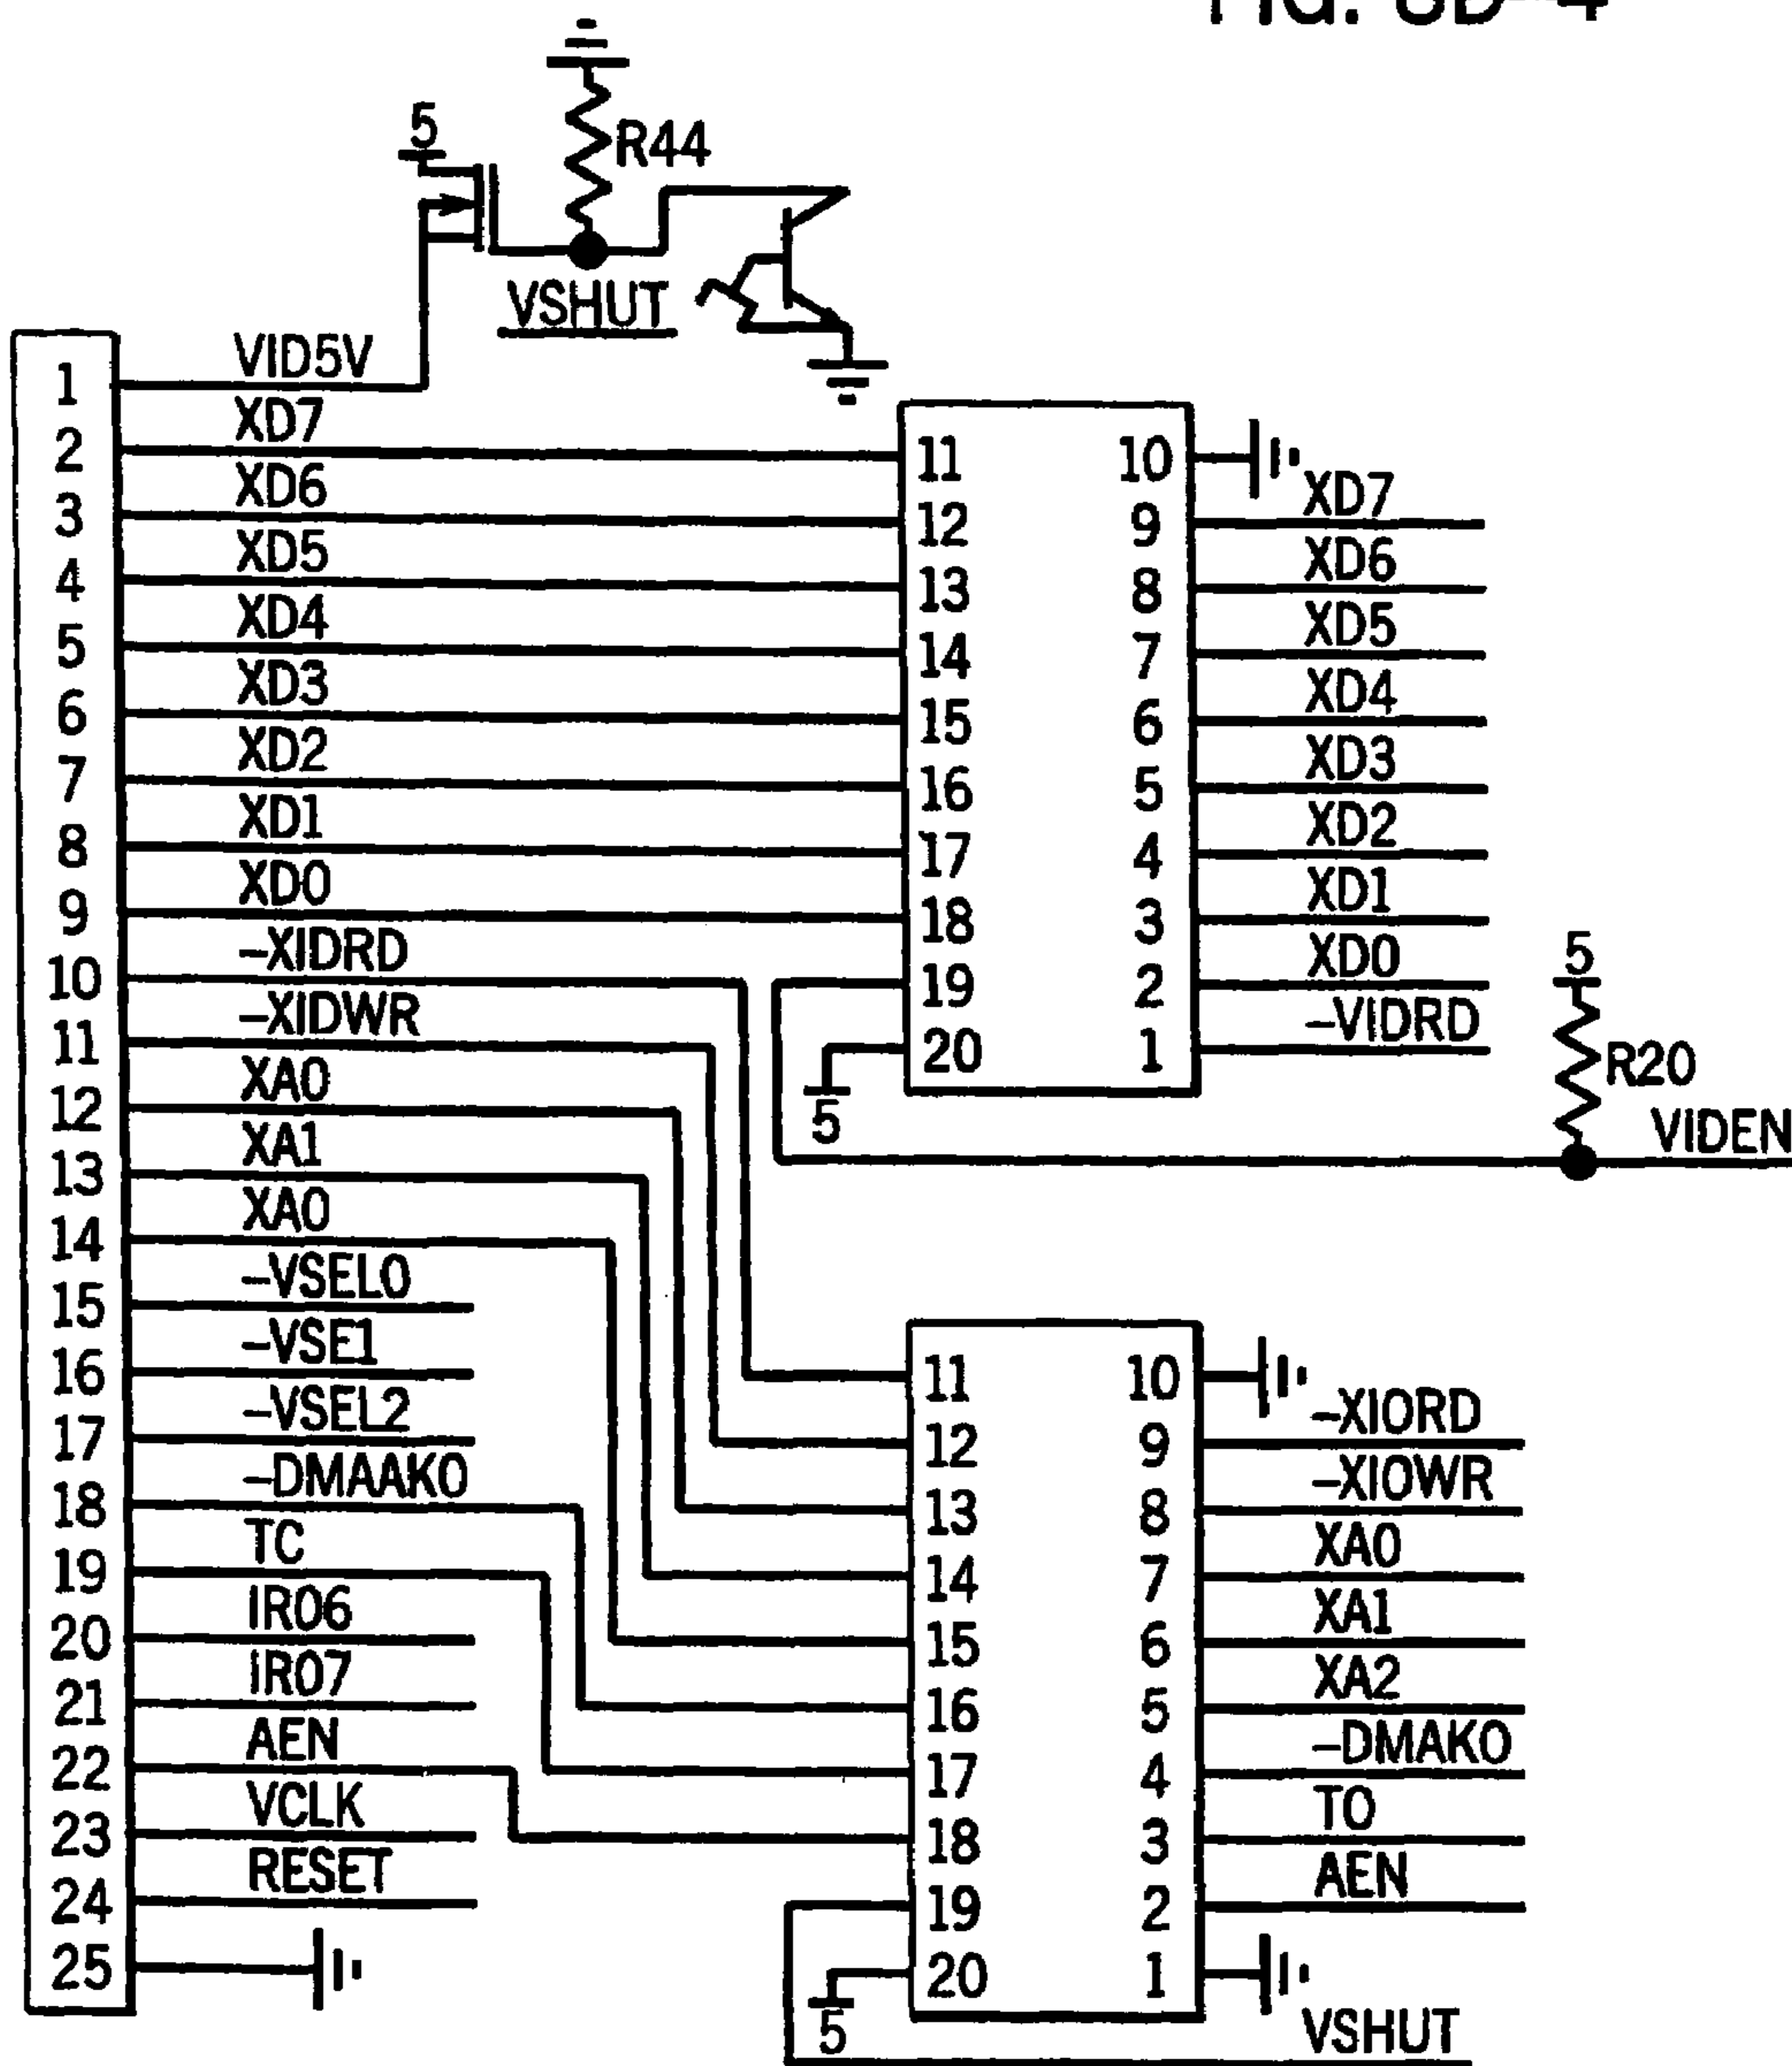 5
R44
VSHUT
1 VID5V
2 XD7
3 XD6
4 XD5
5 XD4
6 XD3
7 XD2
8 XD1
9 XD0
10 -XIDRD
11 -XIDWR
12 XA0
13 XA1
14 XA0
15 -VSEL0
16 -VSE1
17 -VSEL2
18 -DMAAK0
19 TC
20 IRO6
21 IRO7
22 AEN
23 VCLK
24 RESET
25
11 10
12 9 XD7
13 8 XD6
14 7 XD5
15 6 XD4
16 5 XD3
17 4 XD2
18 3 XD1
19 2 XD0
20 1 -VIDRD
5
5
R20
VIDEN
11 10
12 9 -XIORD
13 8 -XIOWR
14 7 XA0
15 6 XA1
16 5 XA2
17 4 -DMAKO
18 3 TO
19 2 AEN
20 1
5
VSHUT